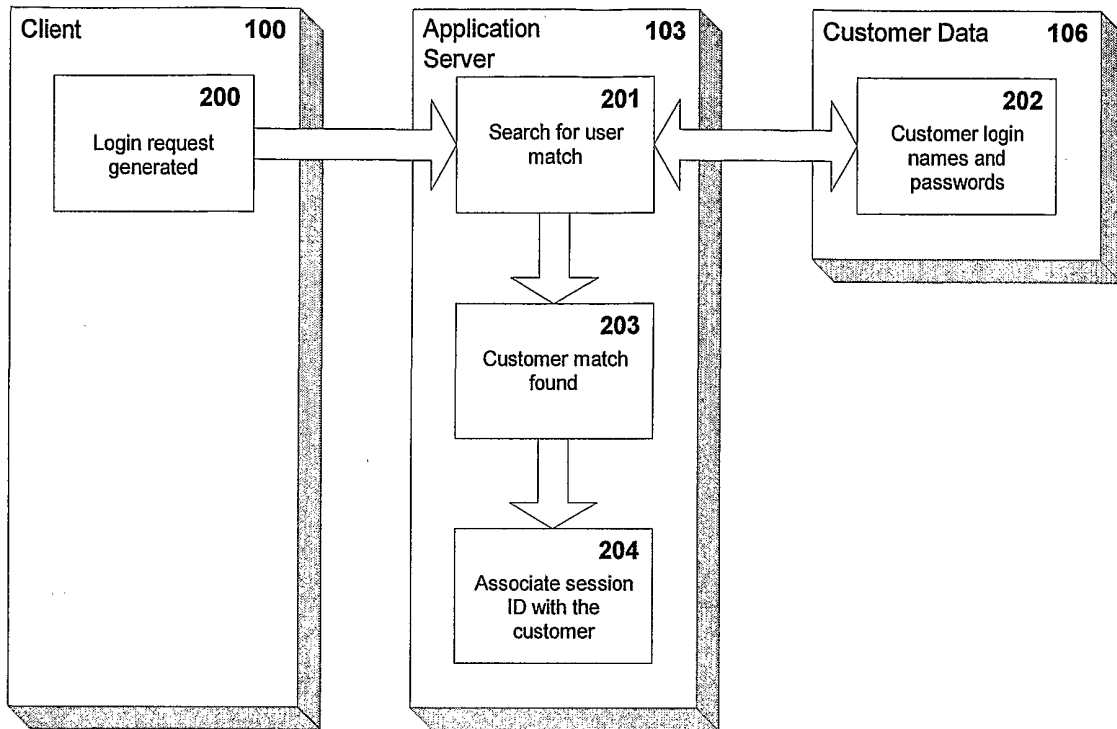 Client 100
200
Login request
generated
Application
Server 103
201
Search for user
match
203
Customer match
found
204
Associate session
ID with the
customer
Customer Data 106
202
Customer login
names and
passwords